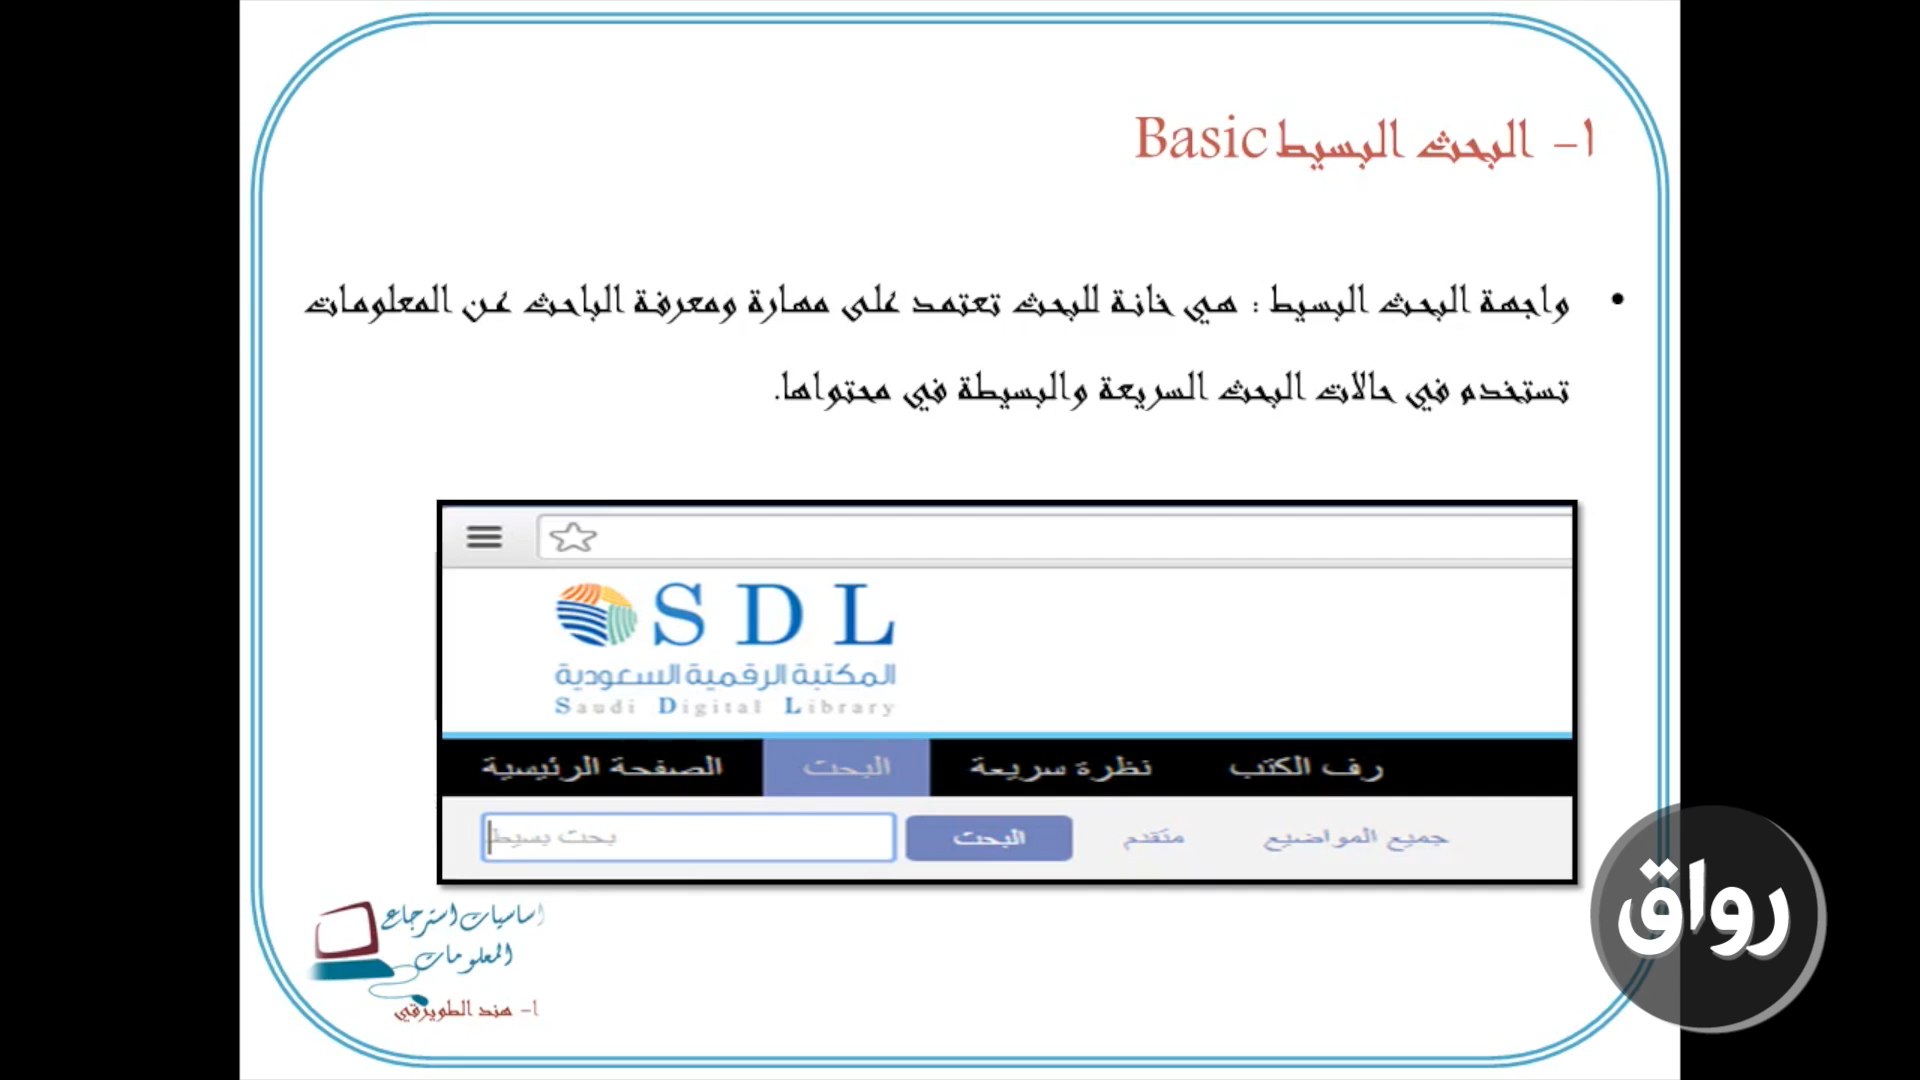 ١- البحث البسيط Basic
• واجهة البحث البسيط : هي خانة للبحث تعتمد على مهارة ومعرفة الباحث عن المعلومات
تستخدم في حالات البحث السريعة والبسيطة في محتواها.
SDL
المكتبة الرقمية السعودية
Saudi Digital Library
الصفحة الرئيسية البحث نظرة سريعة رف الكتب
بحث بسيط البحث متقدم جميع المواضيع
اساسيات استرجاع
المعلومات
ا- هند الطويرقي
رواق